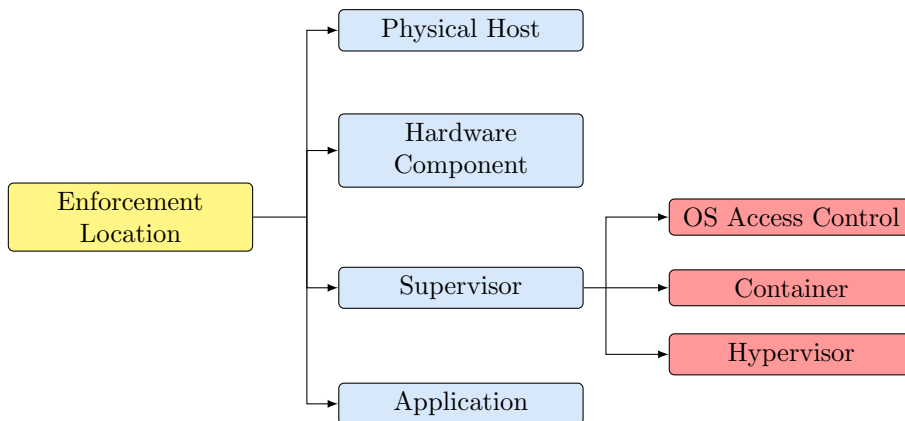 Physical Host
Hardware
Component
Enforcement
Location
OS Access Control
Supervisor
Container
Hypervisor
Application